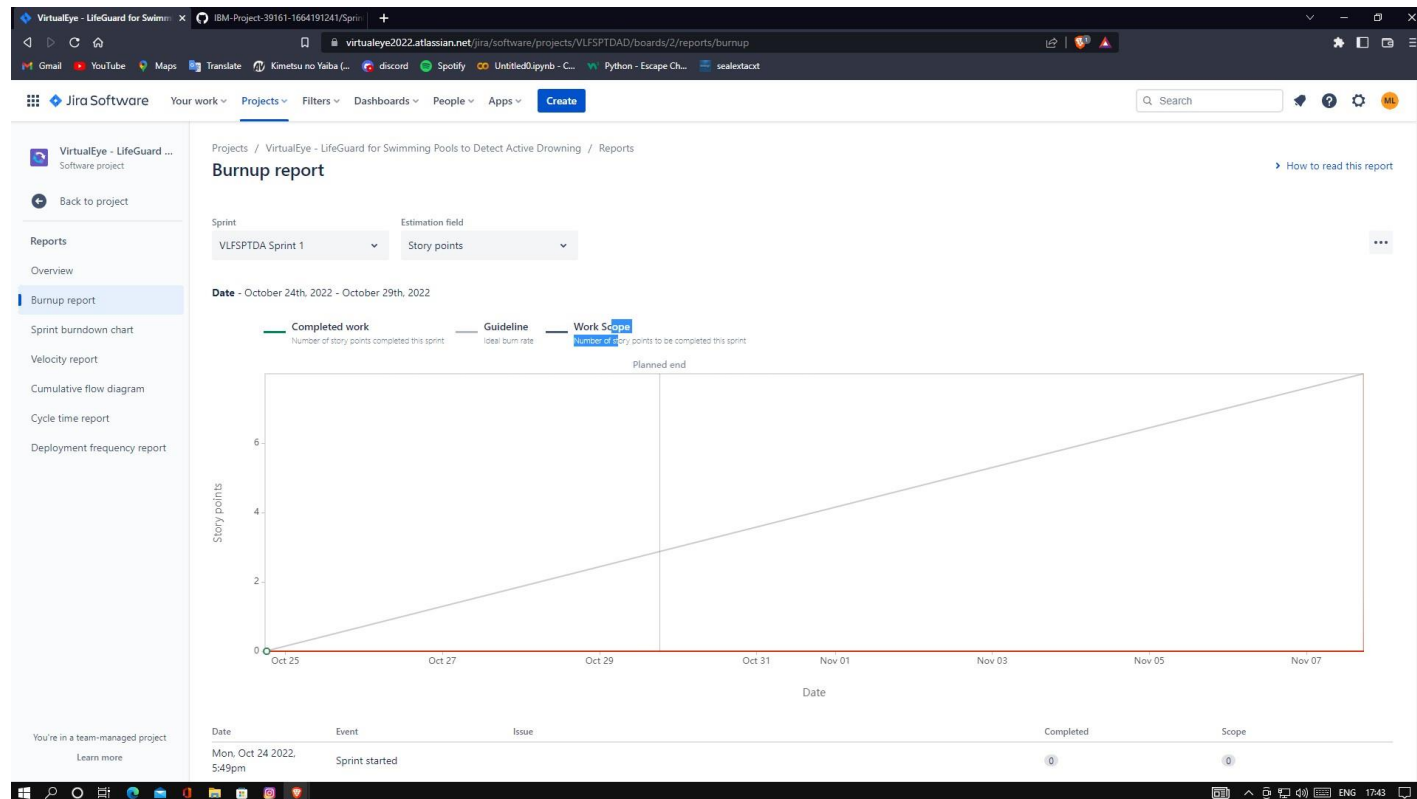 VirtualEye - LifeGuard for Swimm
IBM-Project-39161-1664191241/Sprin
virtualeye2022.atlassian.net/jira/software/projects/VLFSPTDAD/boards/2/reports/burnup
Gmail YouTube Maps Translate Kimetsu no Yaiba (... discord Spotify Untitled0.ipynb - C... Python - Escape Ch... sealextacxt
Jira Software Your work Projects Filters Dashboards People Apps Create Search ML
VirtualEye - LifeGuard ...
Software project
Back to project
Reports
Overview
Burnup report
Sprint burndown chart
Velocity report
Cumulative flow diagram
Cycle time report
Deployment frequency report
You're in a team-managed project
Learn more
Projects / VirtualEye - LifeGuard for Swimming Pools to Detect Active Drowning / Reports
Burnup report
How to read this report
Sprint Estimation field
VLFSPTDA Sprint 1 Story points
Date - October 24th, 2022 - October 29th, 2022
Completed work Guideline Work Scope
Number of story points completed this sprint Ideal burn rate Number of story points to be completed this sprint
Planned end
Story points
6
4
2
0
Oct 25 Oct 27 Oct 29 Oct 31 Nov 01 Nov 03 Nov 05 Nov 07
Date
Date Event Issue Completed Scope
Mon, Oct 24 2022,
5:49pm Sprint started 0 0
ENG 17:43